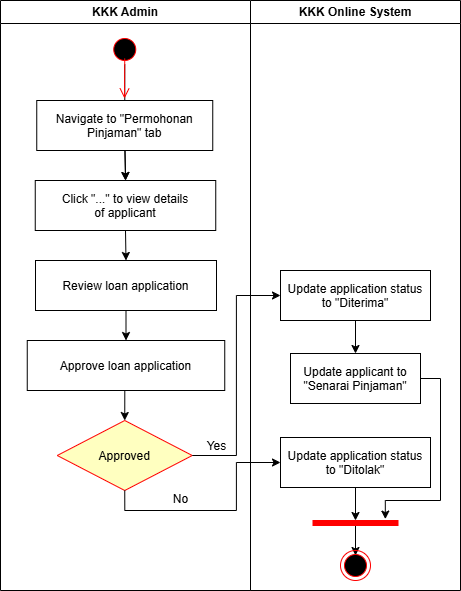 KKK Admin
KKK Online System
Navigate to "Permohonan
Pinjaman" tab
Click "..." to view details
of applicant
Review loan application
Update application status
to "Diterima"
Approve loan application
Update applicant to
"Senarai Pinjaman"
Yes
Approved
Update application status
to "Ditolak"
No